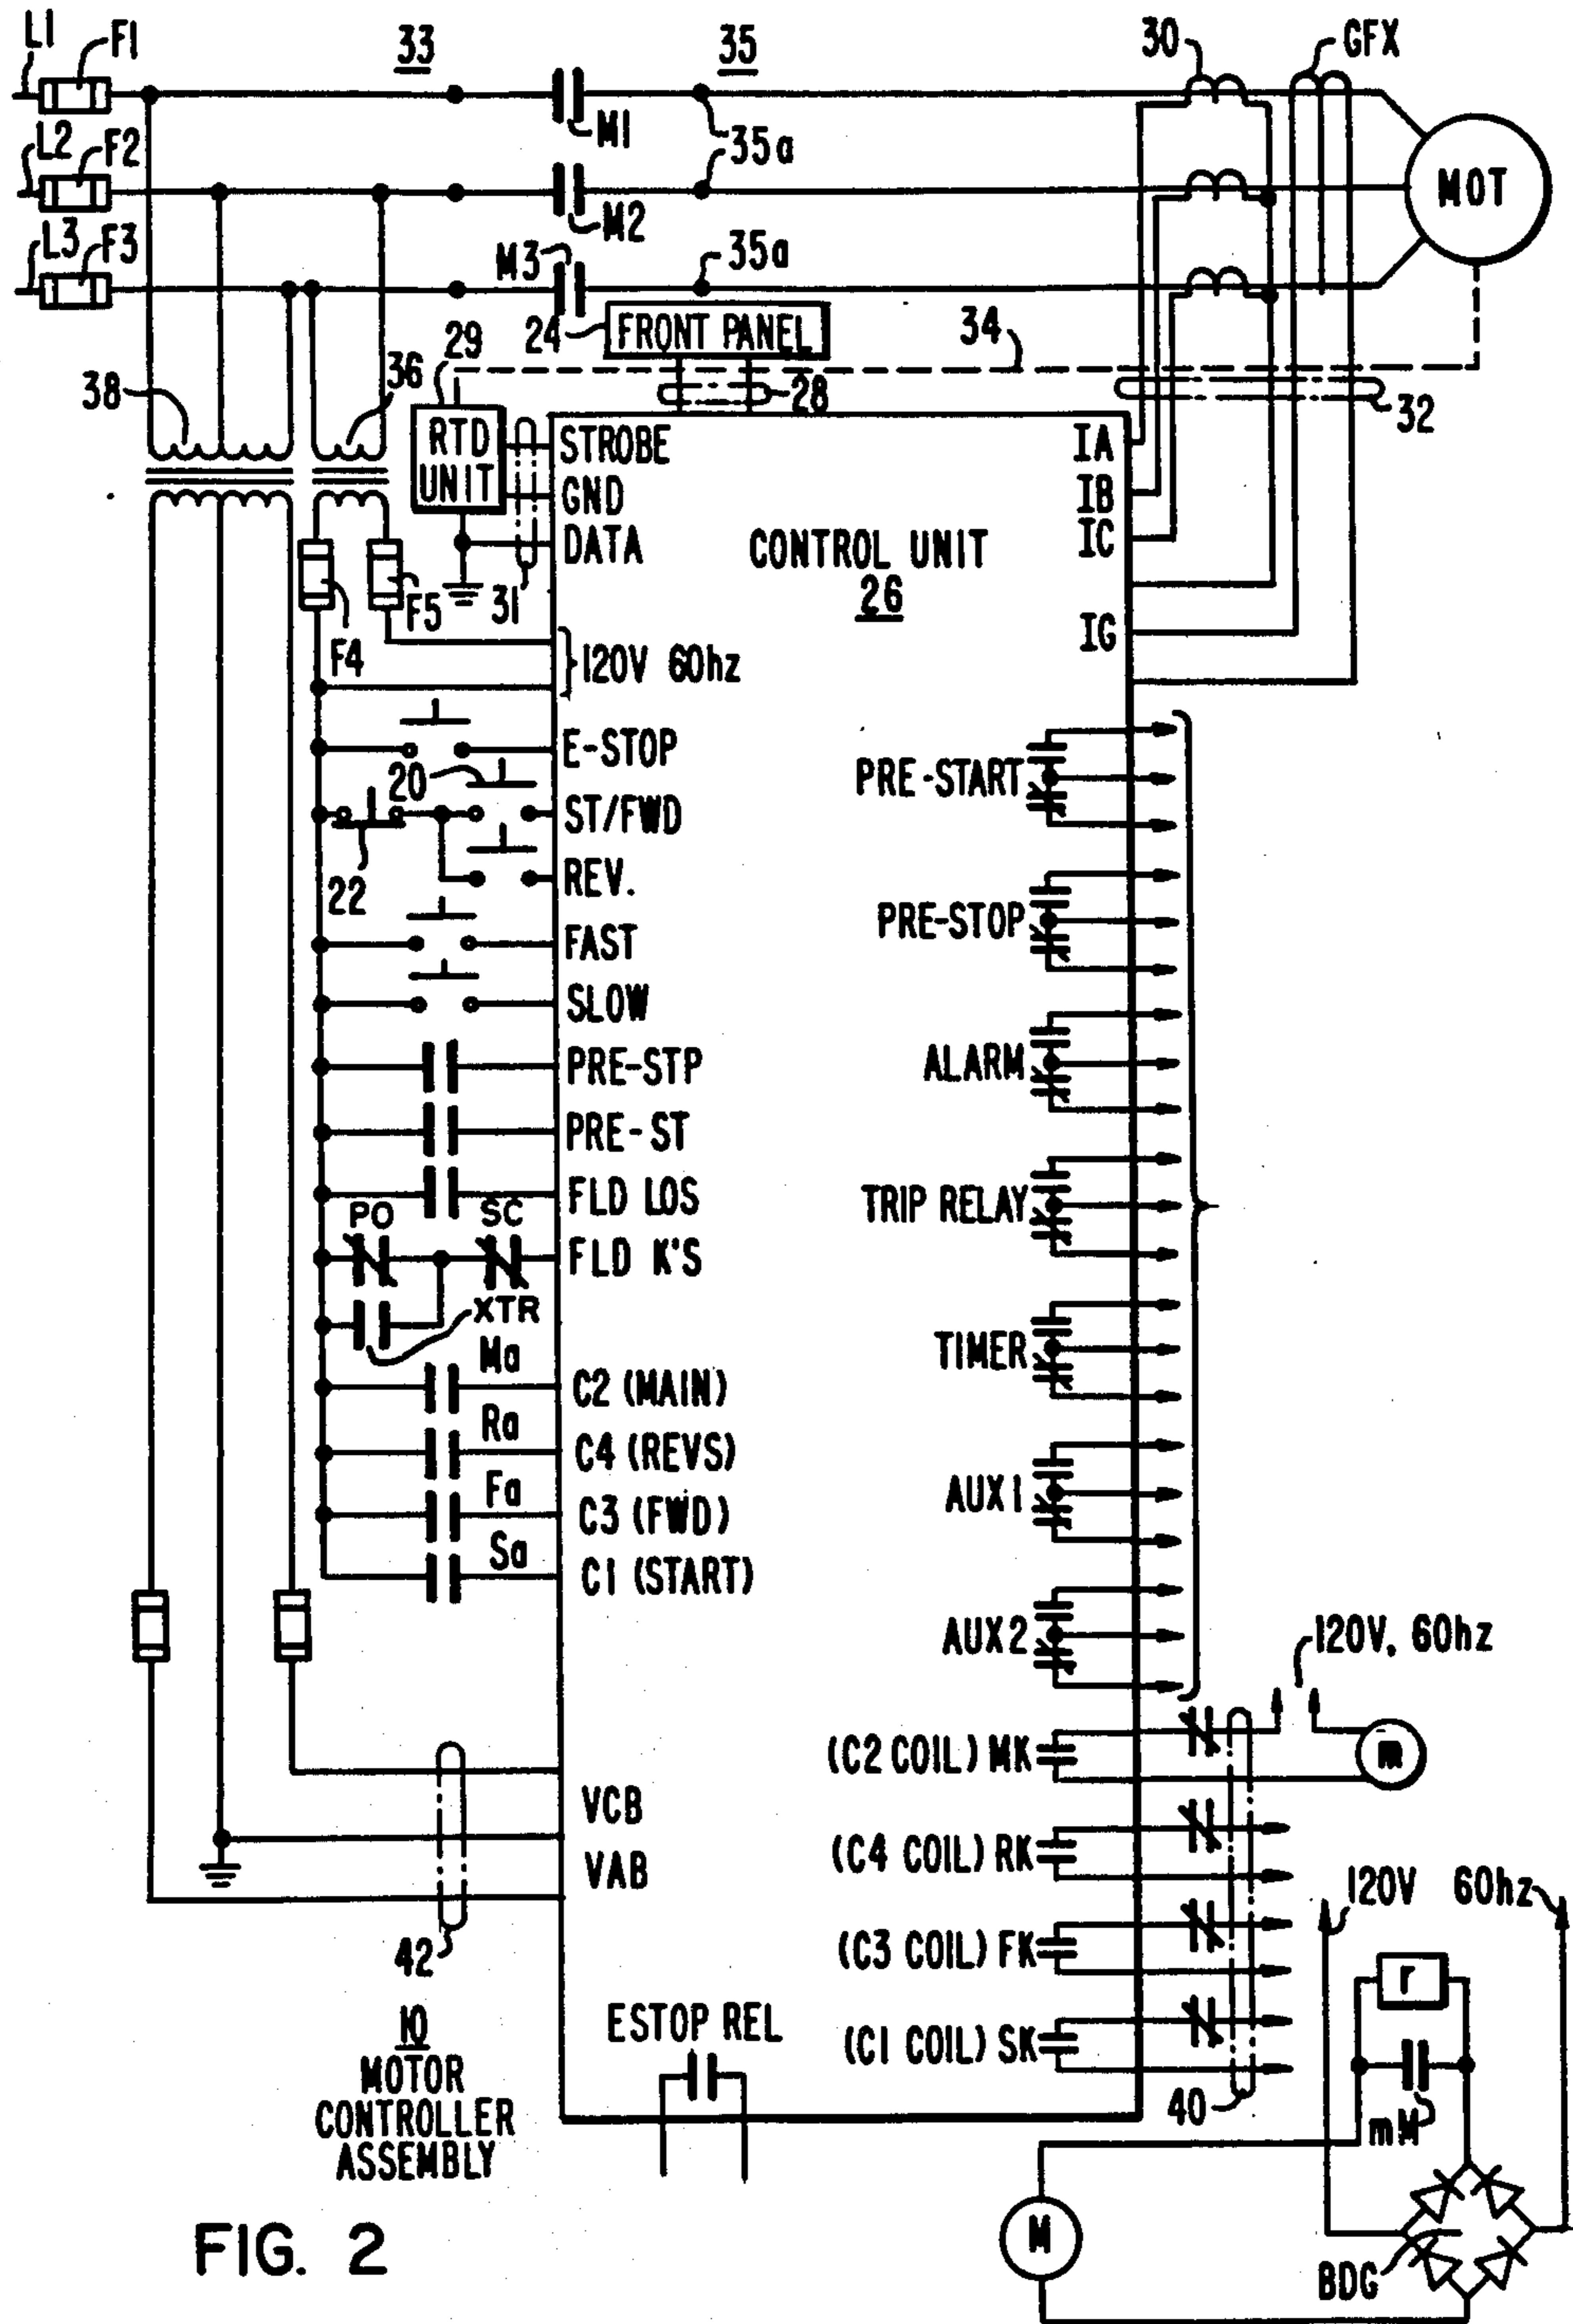 L1
F1
33
35
30
GFX
M1
L2
F2
35a
MOT
M2
L3
F3
M3
35a
24
FRONT PANEL
34
29
36
38
28
32
RTD
UNIT
STROBE
GND
DATA
IA
IB
IC
CONTROL UNIT
26
31
F5
F4
IG
120V 60hz
E-STOP
20
ST/FWD
22
REV.
FAST
SLOW
PRE-STP
PRE-ST
FLD LOS
PO
SC
FLD K'S
XTR
Ma
C2 (MAIN)
Ra
C4 (REVS)
Fa
C3 (FWD)
Sa
C1 (START)
PRE-START
PRE-STOP
ALARM
TRIP RELAY
TIMER
AUX1
AUX2
120V, 60hz
(C2 COIL) MK
m
VCB
VAB
(C4 COIL) RK
120V 60hz
42
(C3 COIL) FK
r
10
MOTOR
CONTROLLER
ASSEMBLY
ESTOP REL
(C1 COIL) SK
40
mM
M
BDG
FIG. 2